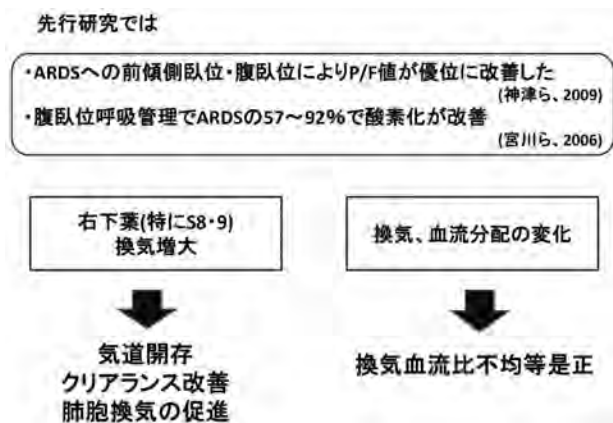 先行研究では
・ARDSへの前傾側臥位・腹臥位によりP/F値が優位に改善した
(神津ら、2009)
・腹臥位呼吸管理でARDSの57～92%で酸素化が改善
(宮川ら、2006)
右下葉(特にS8・9)
換気増大
換気、血流分配の変化
気道開存
クリアランス改善
肺胞換気の促進
換気血流比不均等是正